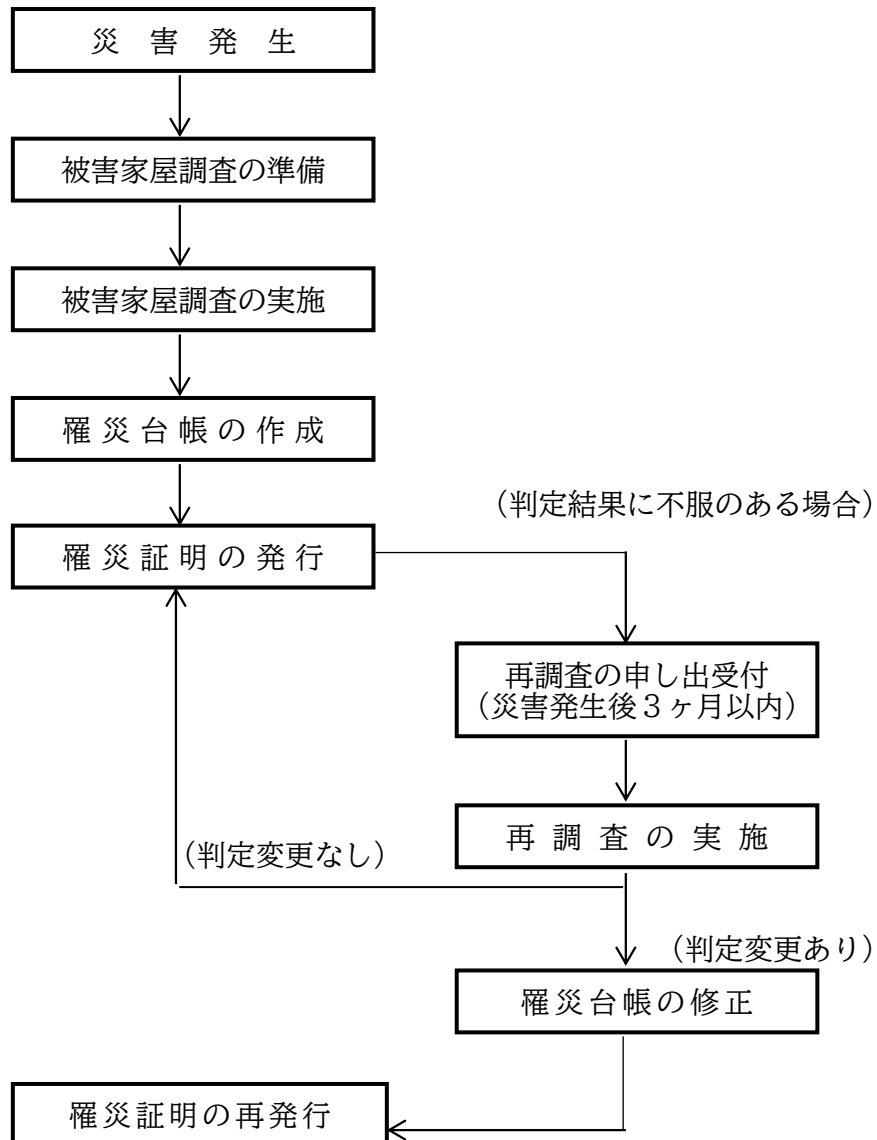 災害発生
被害家屋調査の準備
被害家屋調査の実施
罹災台帳の作成
（判定結果に不服のある場合）
罹災証明の発行
再調査の申し出受付
（災害発生後３ヶ月以内）
再調査の実施
（判定変更なし）
（判定変更あり）
罹災台帳の修正
罹災証明の再発行